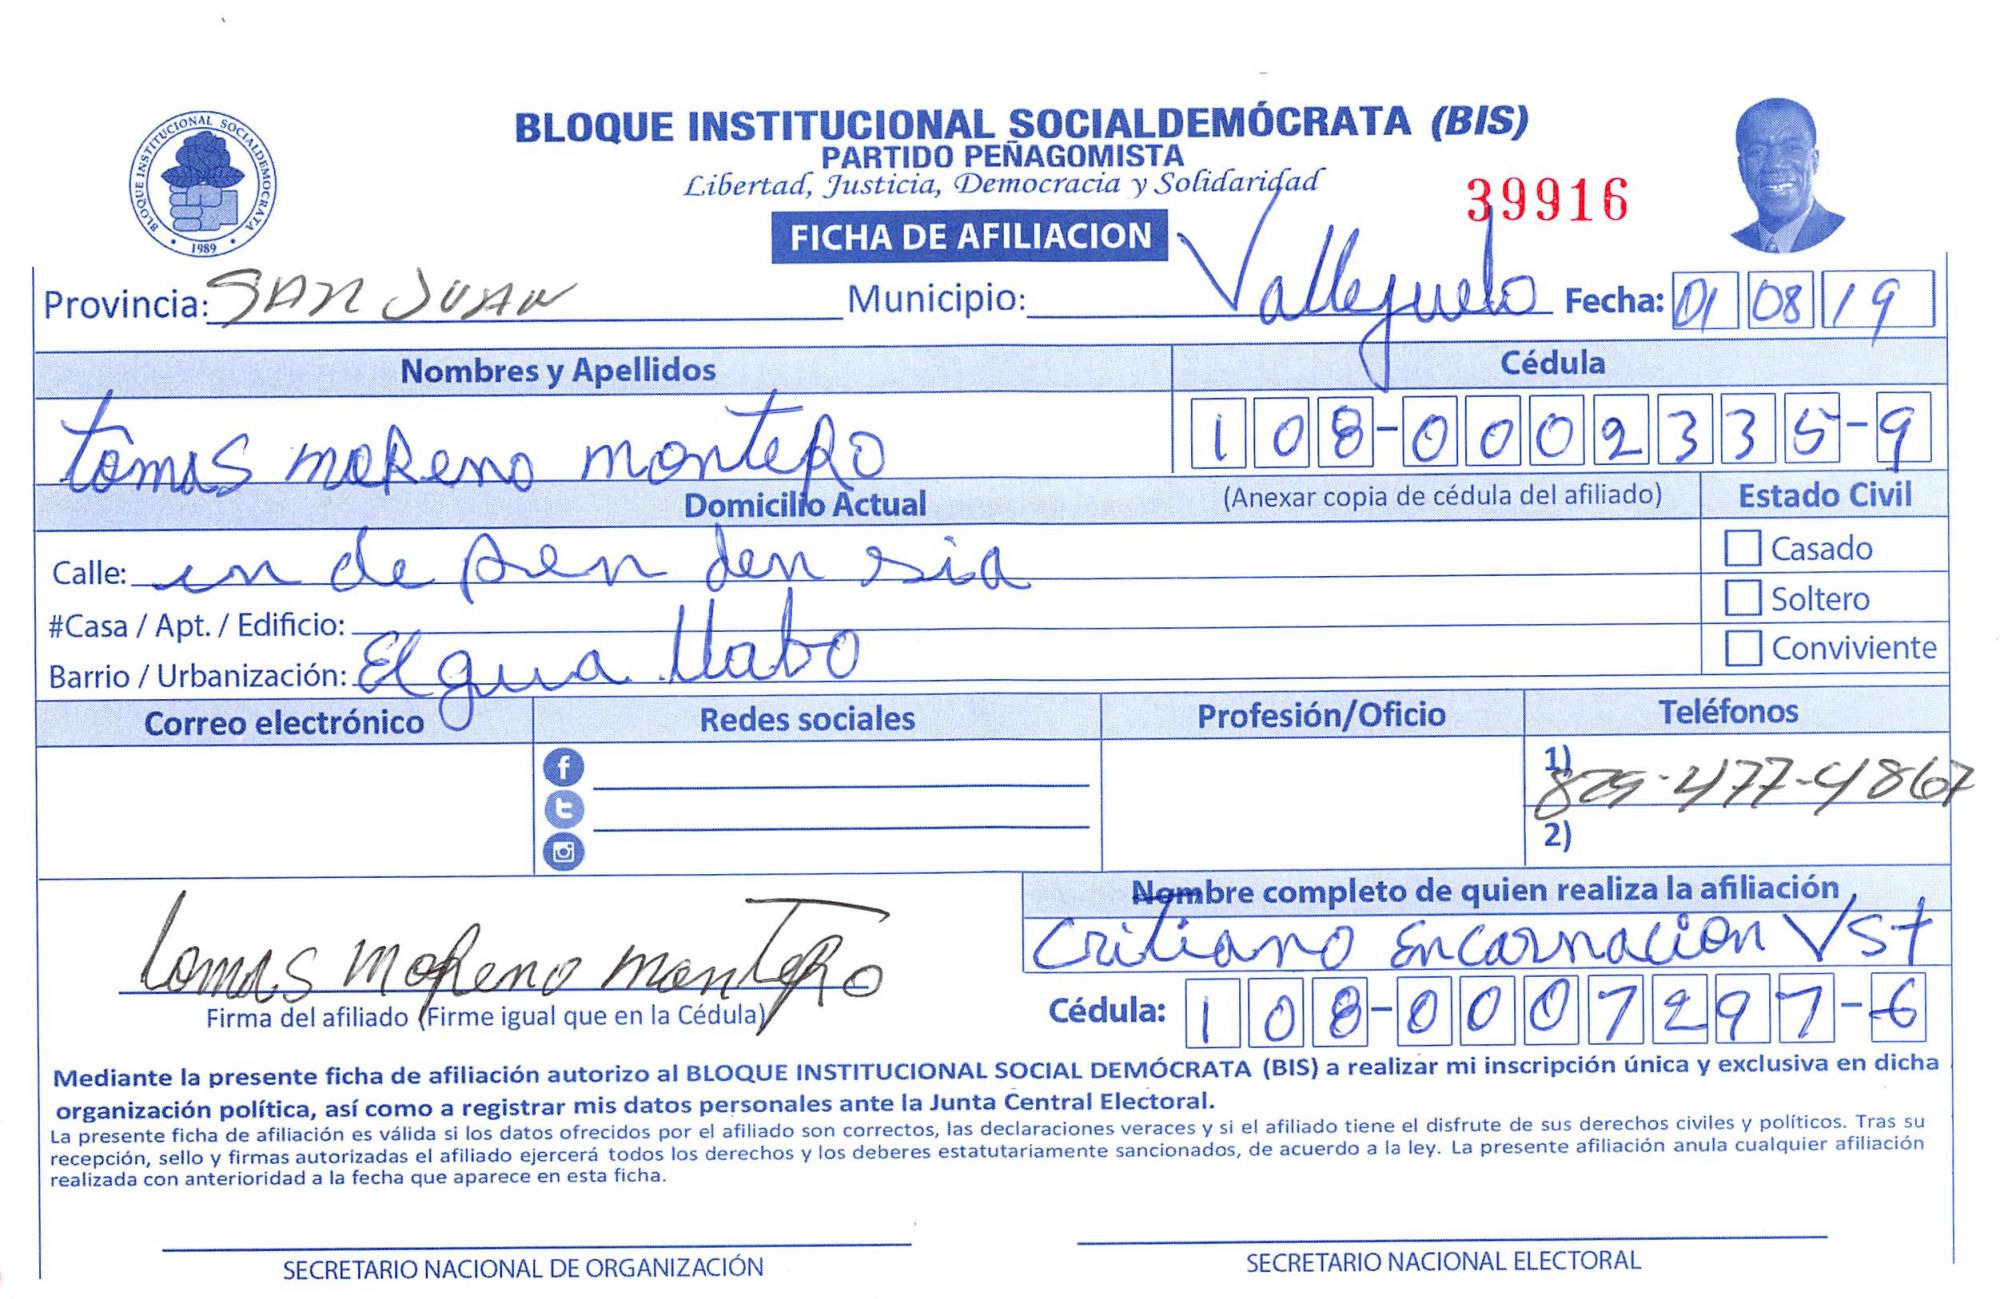 BLOQUE INSTITUCIONAL SOCIALDEMÓCRATA (BIS)
PARTIDO PEÑAGOMISTA
Libertad, Justicia, Democracia y Solidaridad
39916
BLOQUE INSTITUCIONAL SOCIALDEMOCRATA
1989
FICHA DE AFILIACION
Provincia: SAN JUAN Municipio: Vallejuelo Fecha: 01 08 19
Nombres y Apellidos Cédula
tomas moReno monteRo 108-0002335-9
Domicilio Actual (Anexar copia de cédula del afiliado) Estado Civil
Calle: in de pen den sia Casado
#Casa / Apt. / Edificio: Soltero
Barrio / Urbanización: El gua llabo Conviviente
Correo electrónico Redes sociales Profesión/Oficio Teléfonos
1) 829-477-4867
2)
Nombre completo de quien realiza la afiliación
Critiano Encarnacion
tomas moReno monteRo
Firma del afiliado (Firme igual que en la Cédula)
Cédula: 108-0007297-6
Mediante la presente ficha de afiliación autorizo al BLOQUE INSTITUCIONAL SOCIAL DEMÓCRATA (BIS) a realizar mi inscripción única y exclusiva en dicha
organización política, así como a registrar mis datos personales ante la Junta Central Electoral.
La presente ficha de afiliación es válida si los datos ofrecidos por el afiliado son correctos, las declaraciones veraces y si el afiliado tiene el disfrute de sus derechos civiles y políticos. Tras su
recepción, sello y firmas autorizadas el afiliado ejercerá todos los derechos y los deberes estatutariamente sancionados, de acuerdo a la ley. La presente afiliación anula cualquier afiliación
realizada con anterioridad a la fecha que aparece en esta ficha.
SECRETARIO NACIONAL DE ORGANIZACIÓN SECRETARIO NACIONAL ELECTORAL